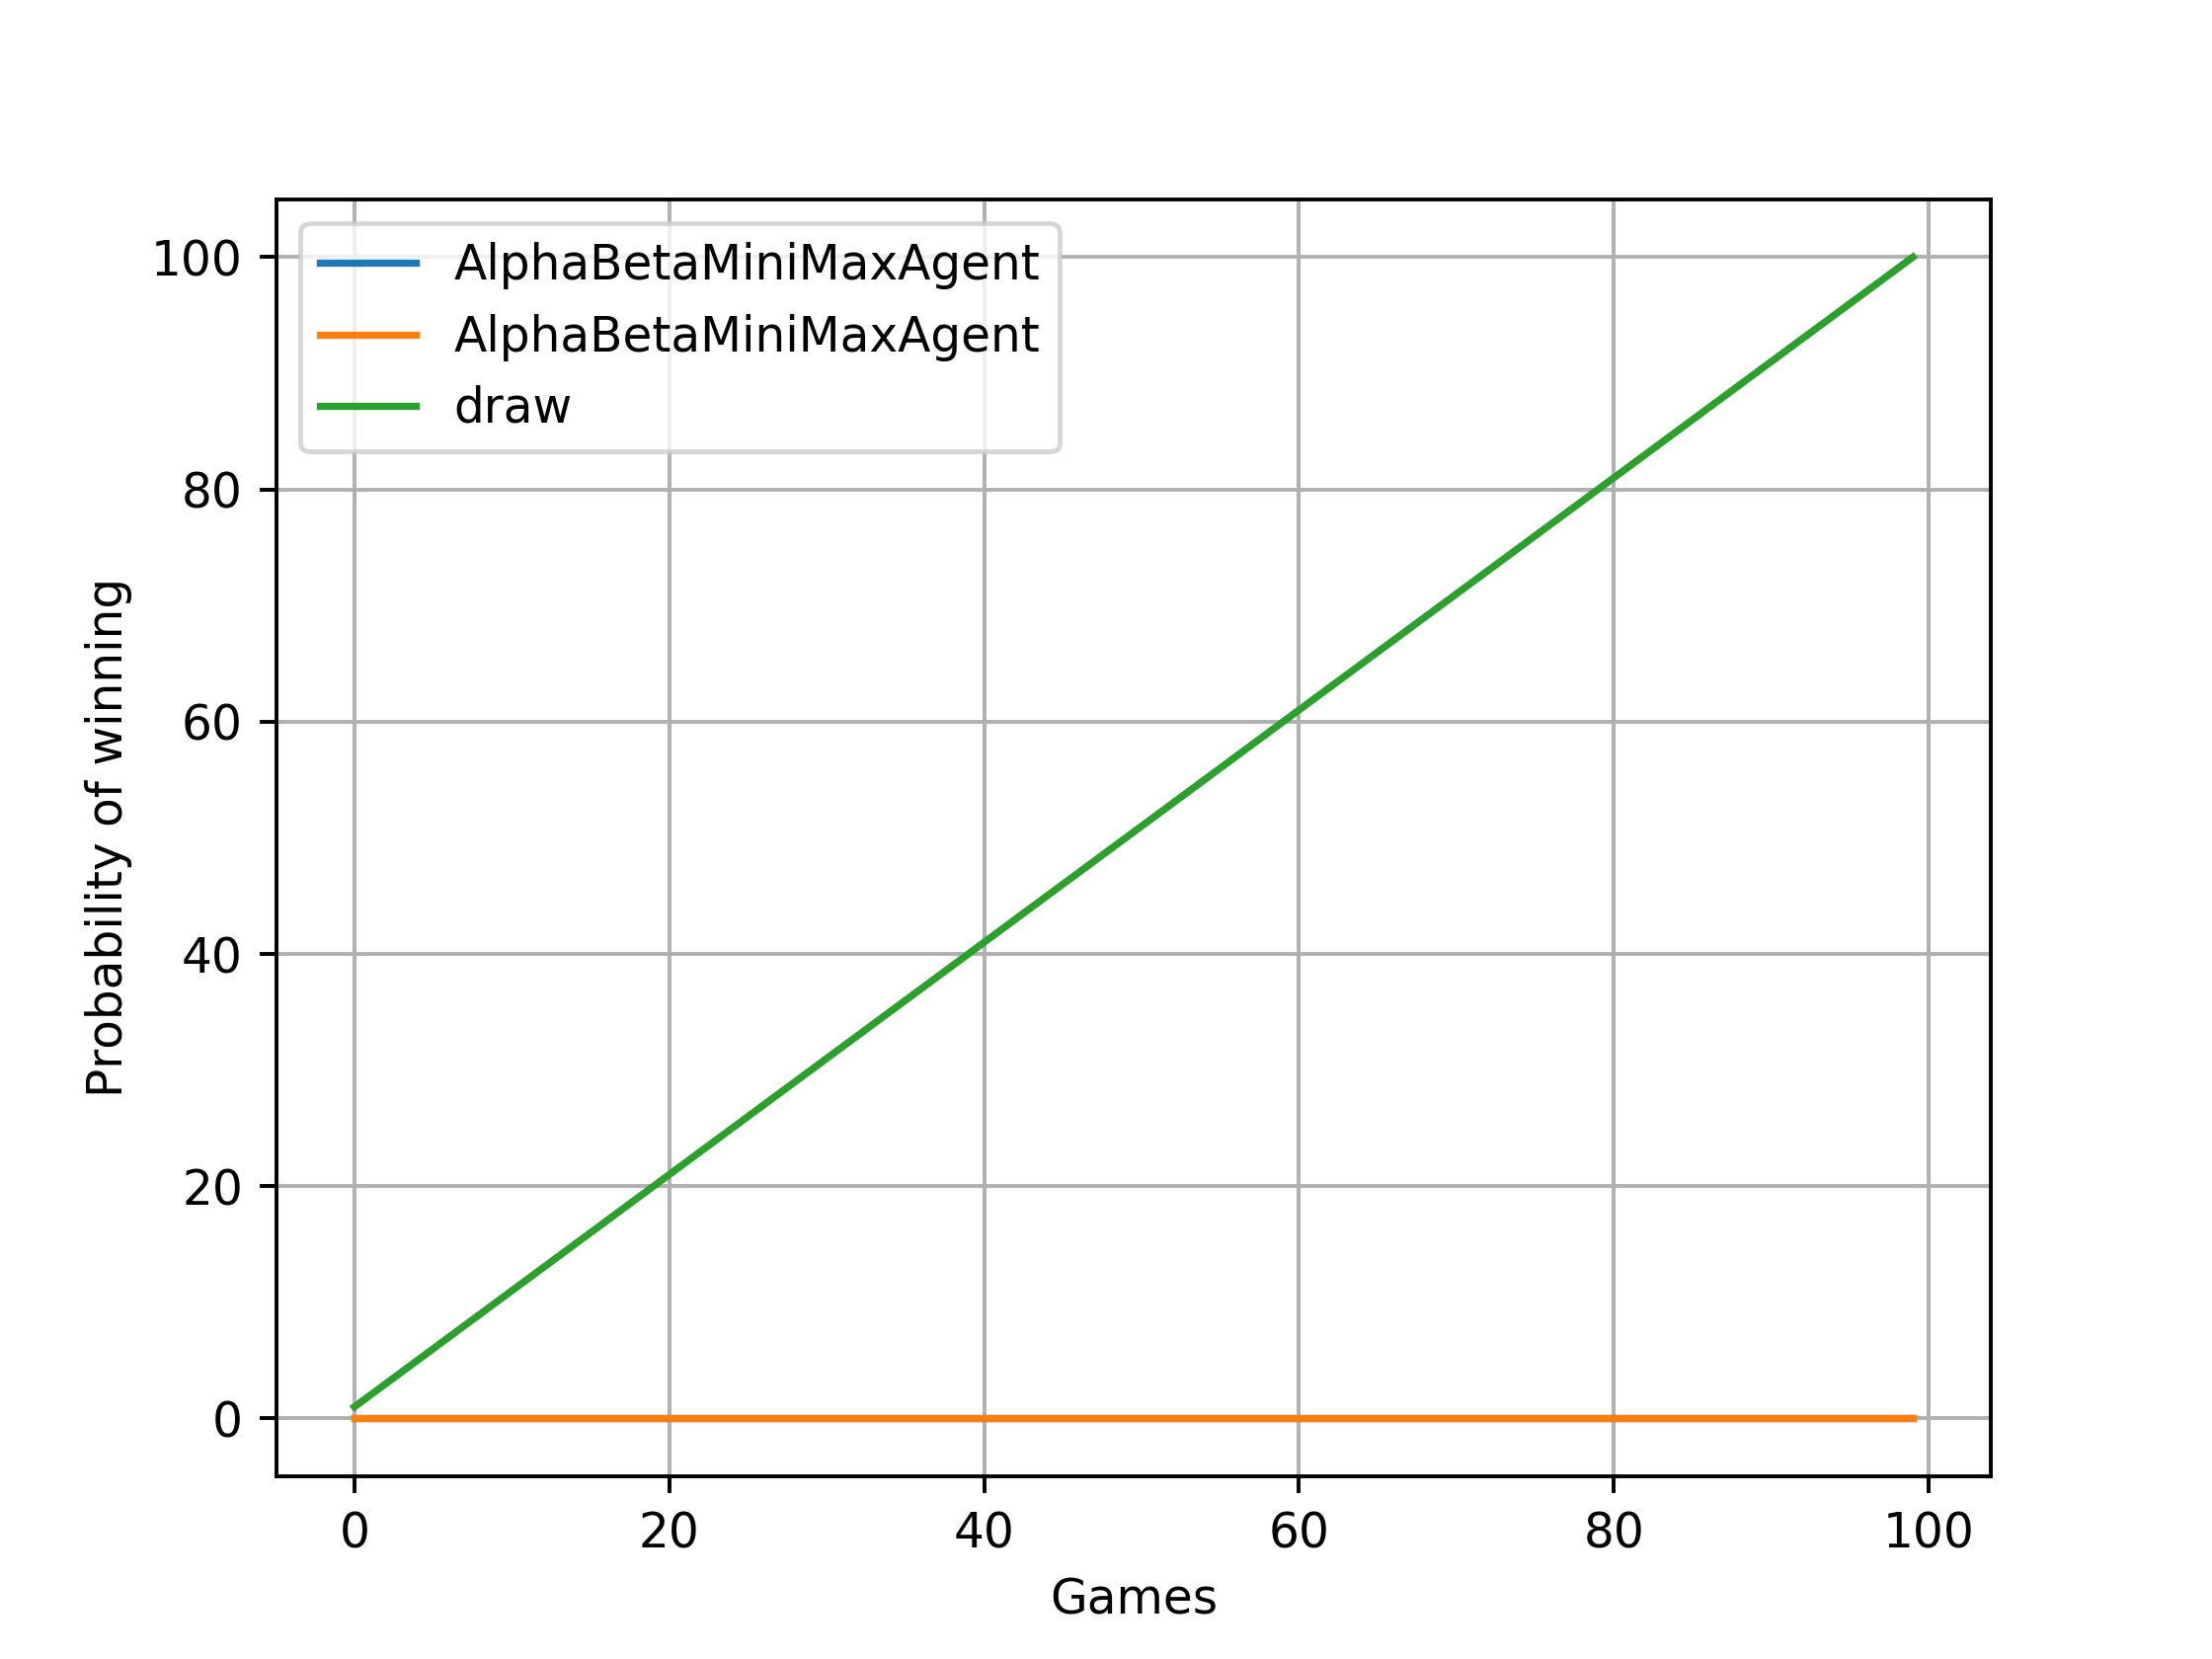 AlphaBetaMiniMaxAgent
AlphaBetaMiniMaxAgent
draw
100
80
60
40
20
0
Probability of winning
0 20 40 60 80 100
Games